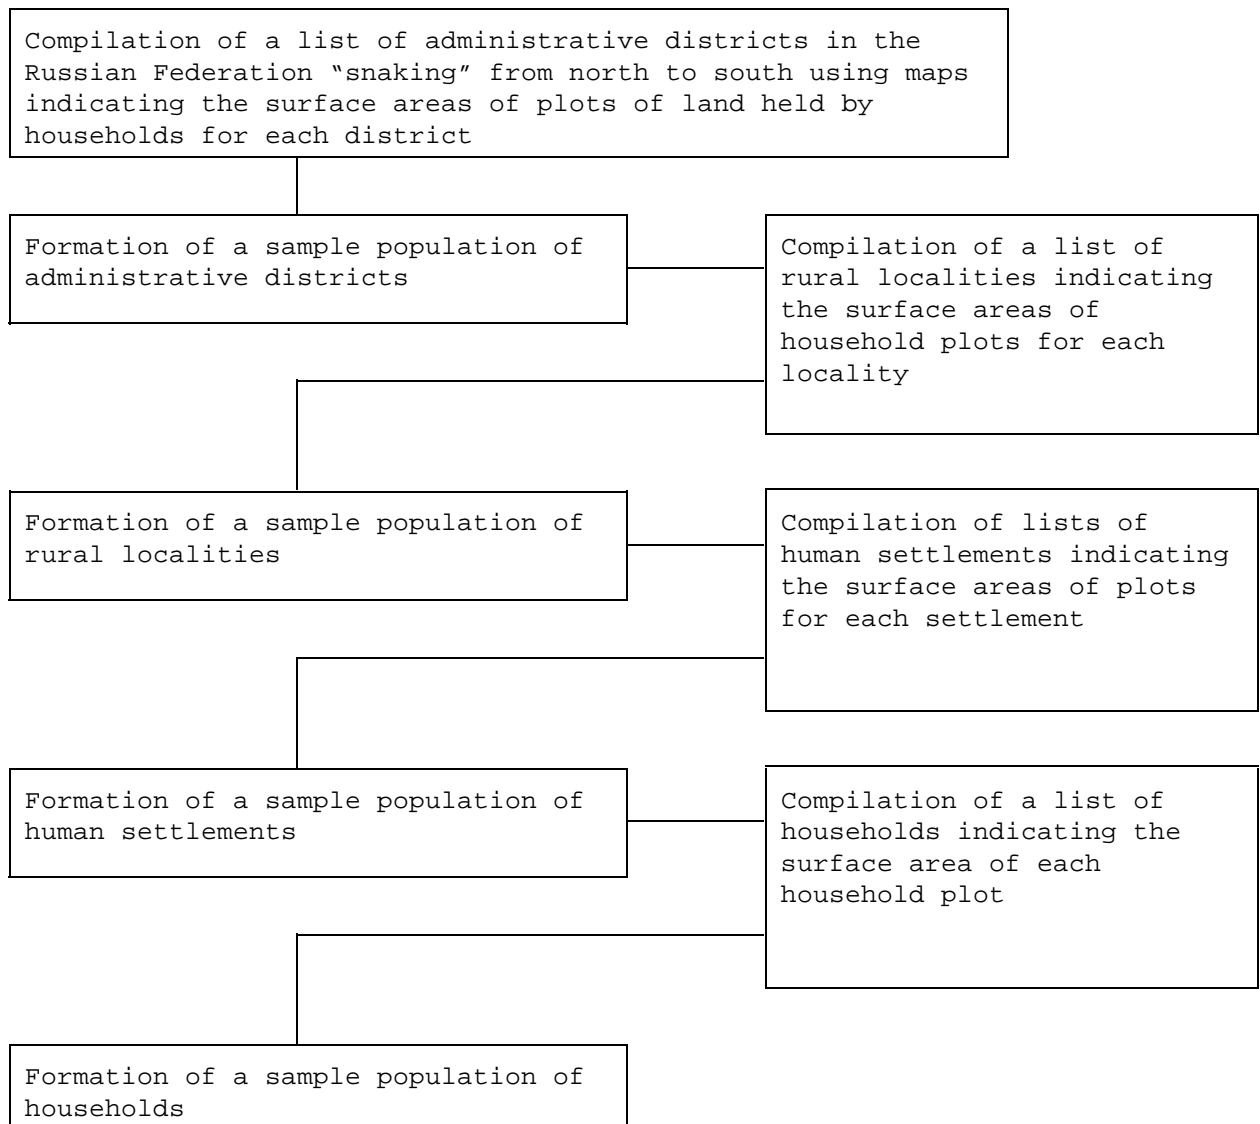 Compilation of a list of administrative districts in the
Russian Federation “snaking” from north to south using maps
indicating the surface areas of plots of land held by
households for each district
Formation of a sample population of
administrative districts
Compilation of a list of
rural localities indicating
the surface areas of
household plots for each
locality
Formation of a sample population of
rural localities
Compilation of lists of
human settlements indicating
the surface areas of plots
for each settlement
Formation of a sample population of
human settlements
Compilation of a list of
households indicating the
surface area of each
household plot
Formation of a sample population of
households